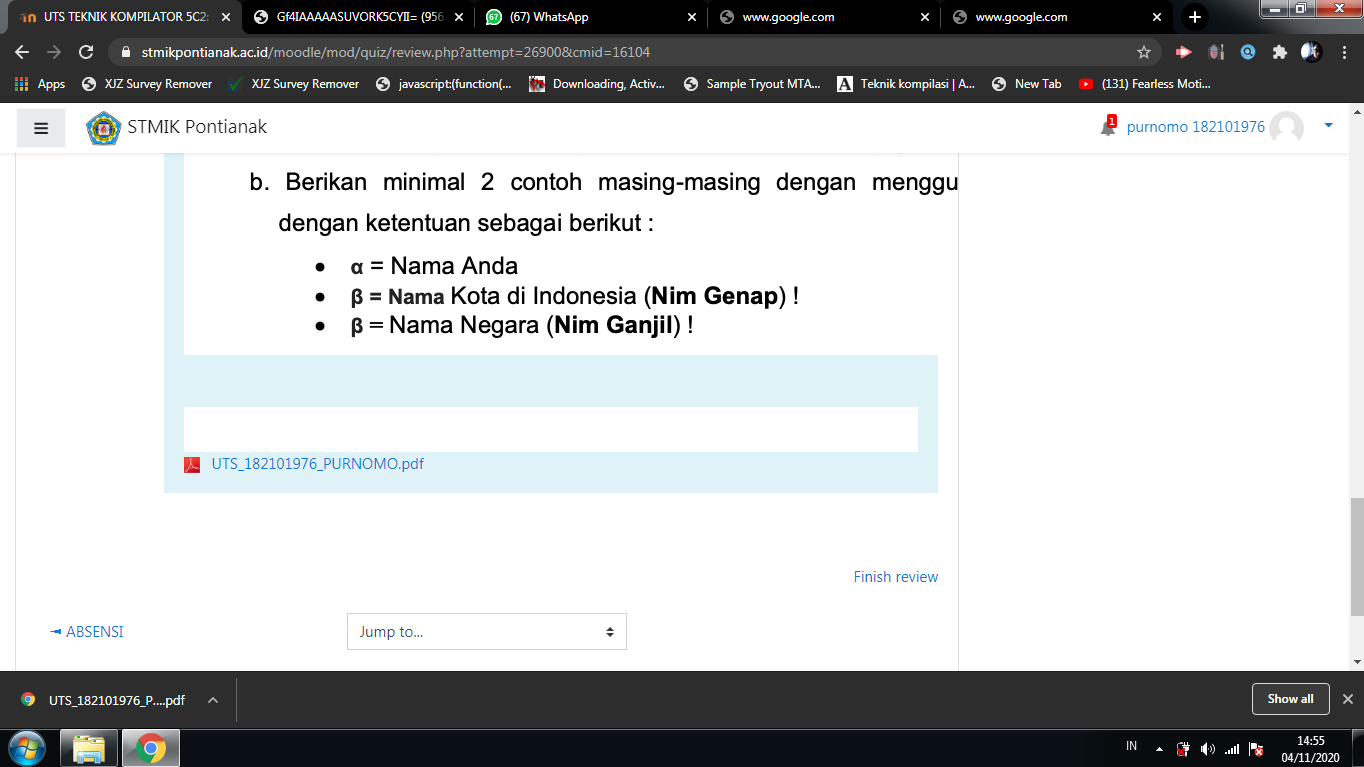 UTS TEKNIK KOMPILATOR 5C2:
Gf4IAAAAASUVORK5CYII= (956
67
(67) WhatsApp
www.google.com
www.google.com
stmikpontianak.ac.id/moodle/mod/quiz/review.php?attempt=26900&cmid=16104
Apps
XJZ Survey Remover
XJZ Survey Remover
javascript:(function(...
Downloading, Activ...
Sample Tryout MTA...
A
Teknik kompilasi | A...
New Tab
(131) Fearless Moti...
STMIK Pontianak
1
purnomo 182101976
b. Berikan minimal 2 contoh masing-masing dengan menggu
dengan ketentuan sebagai berikut :
• α = Nama Anda
• β = Nama Kota di Indonesia (Nim Genap) !
• β = Nama Negara (Nim Ganjil) !
UTS_182101976_PURNOMO.pdf
Finish review
◄ ABSENSI
Jump to...
UTS_182101976_P....pdf
Show all
IN
14:55
04/11/2020